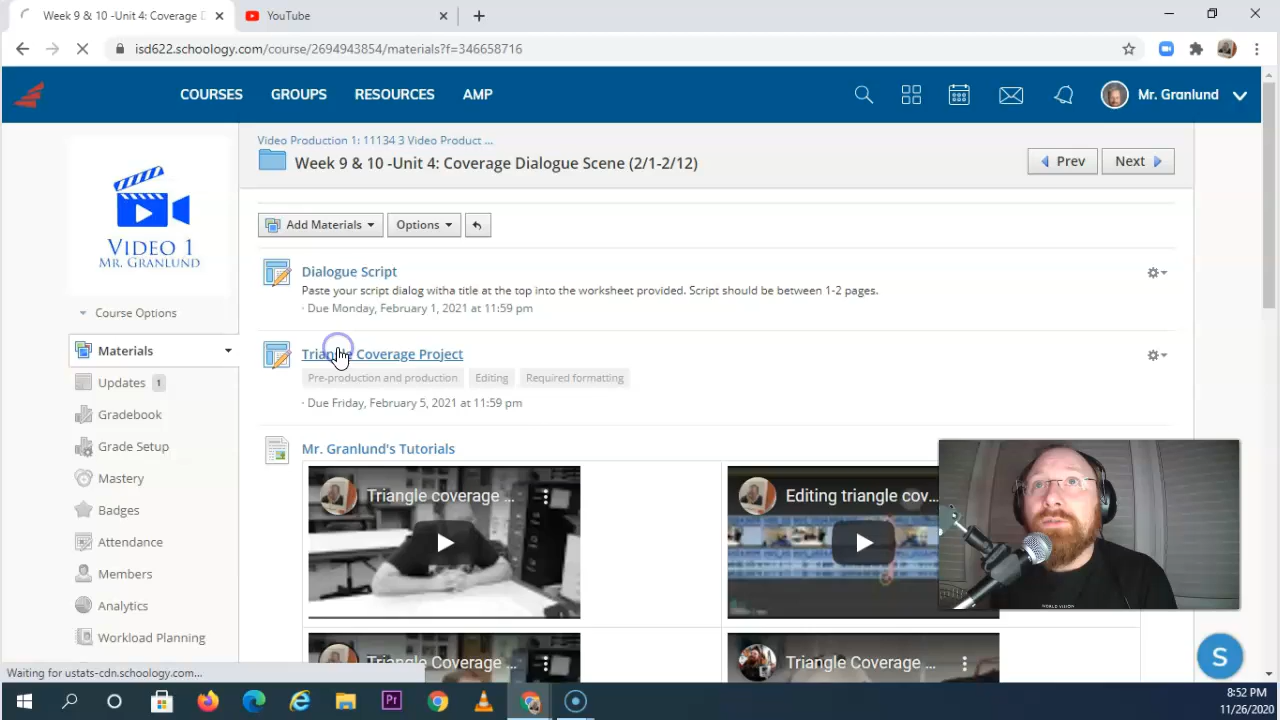 Week 9 & 10 -Unit 4: Coverage D
YouTube
isd622.schoology.com/course/2694943854/materials?f=346658716
COURSES
GROUPS
RESOURCES
AMP
Mr. Granlund
Video Production 1: 11134 3 Video Product ...
Week 9 & 10 -Unit 4: Coverage Dialogue Scene (2/1-2/12)
Prev
Next
VIDEO 1
MR. GRANLUND
Add Materials
Options
Dialogue Script
Paste your script dialog witha title at the top into the worksheet provided. Script should be between 1-2 pages.
· Due Monday, February 1, 2021 at 11:59 pm
Course Options
Materials
Updates 1
Gradebook
Grade Setup
Mastery
Badges
Attendance
Members
Analytics
Workload Planning
Triangle Coverage Project
Pre-production and production
Editing
Required formatting
· Due Friday, February 5, 2021 at 11:59 pm
Mr. Granlund's Tutorials
Triangle coverage ...
Editing triangle cov...
Triangle Coverage ...
Triangle Coverage ...
WORLD VISION
S
Waiting for ustats-cdn.schoology.com...
Pr
8:52 PM
11/26/2020